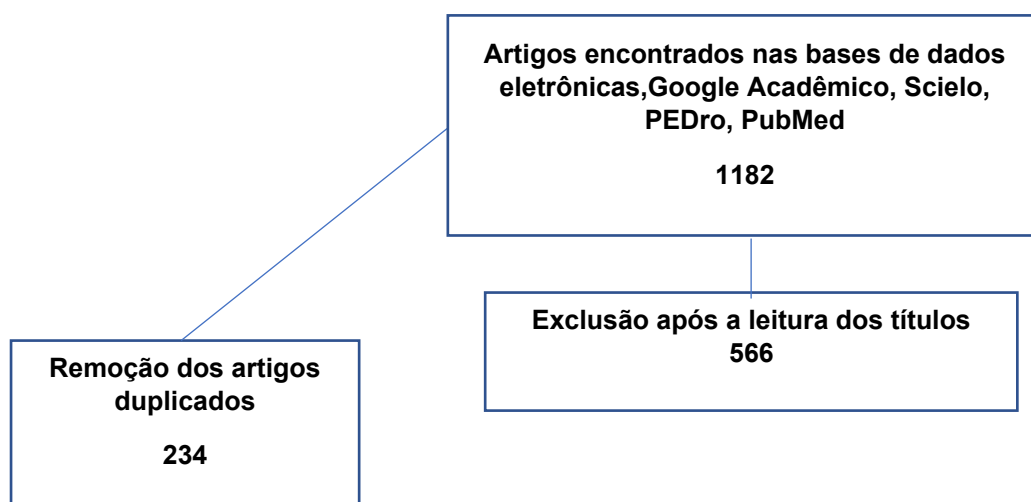 Artigos encontrados nas bases de dados
eletrônicas,Google Acadêmico, Scielo,
PEDro, PubMed
1182
Exclusão após a leitura dos títulos
566
Remoção dos artigos
duplicados
234